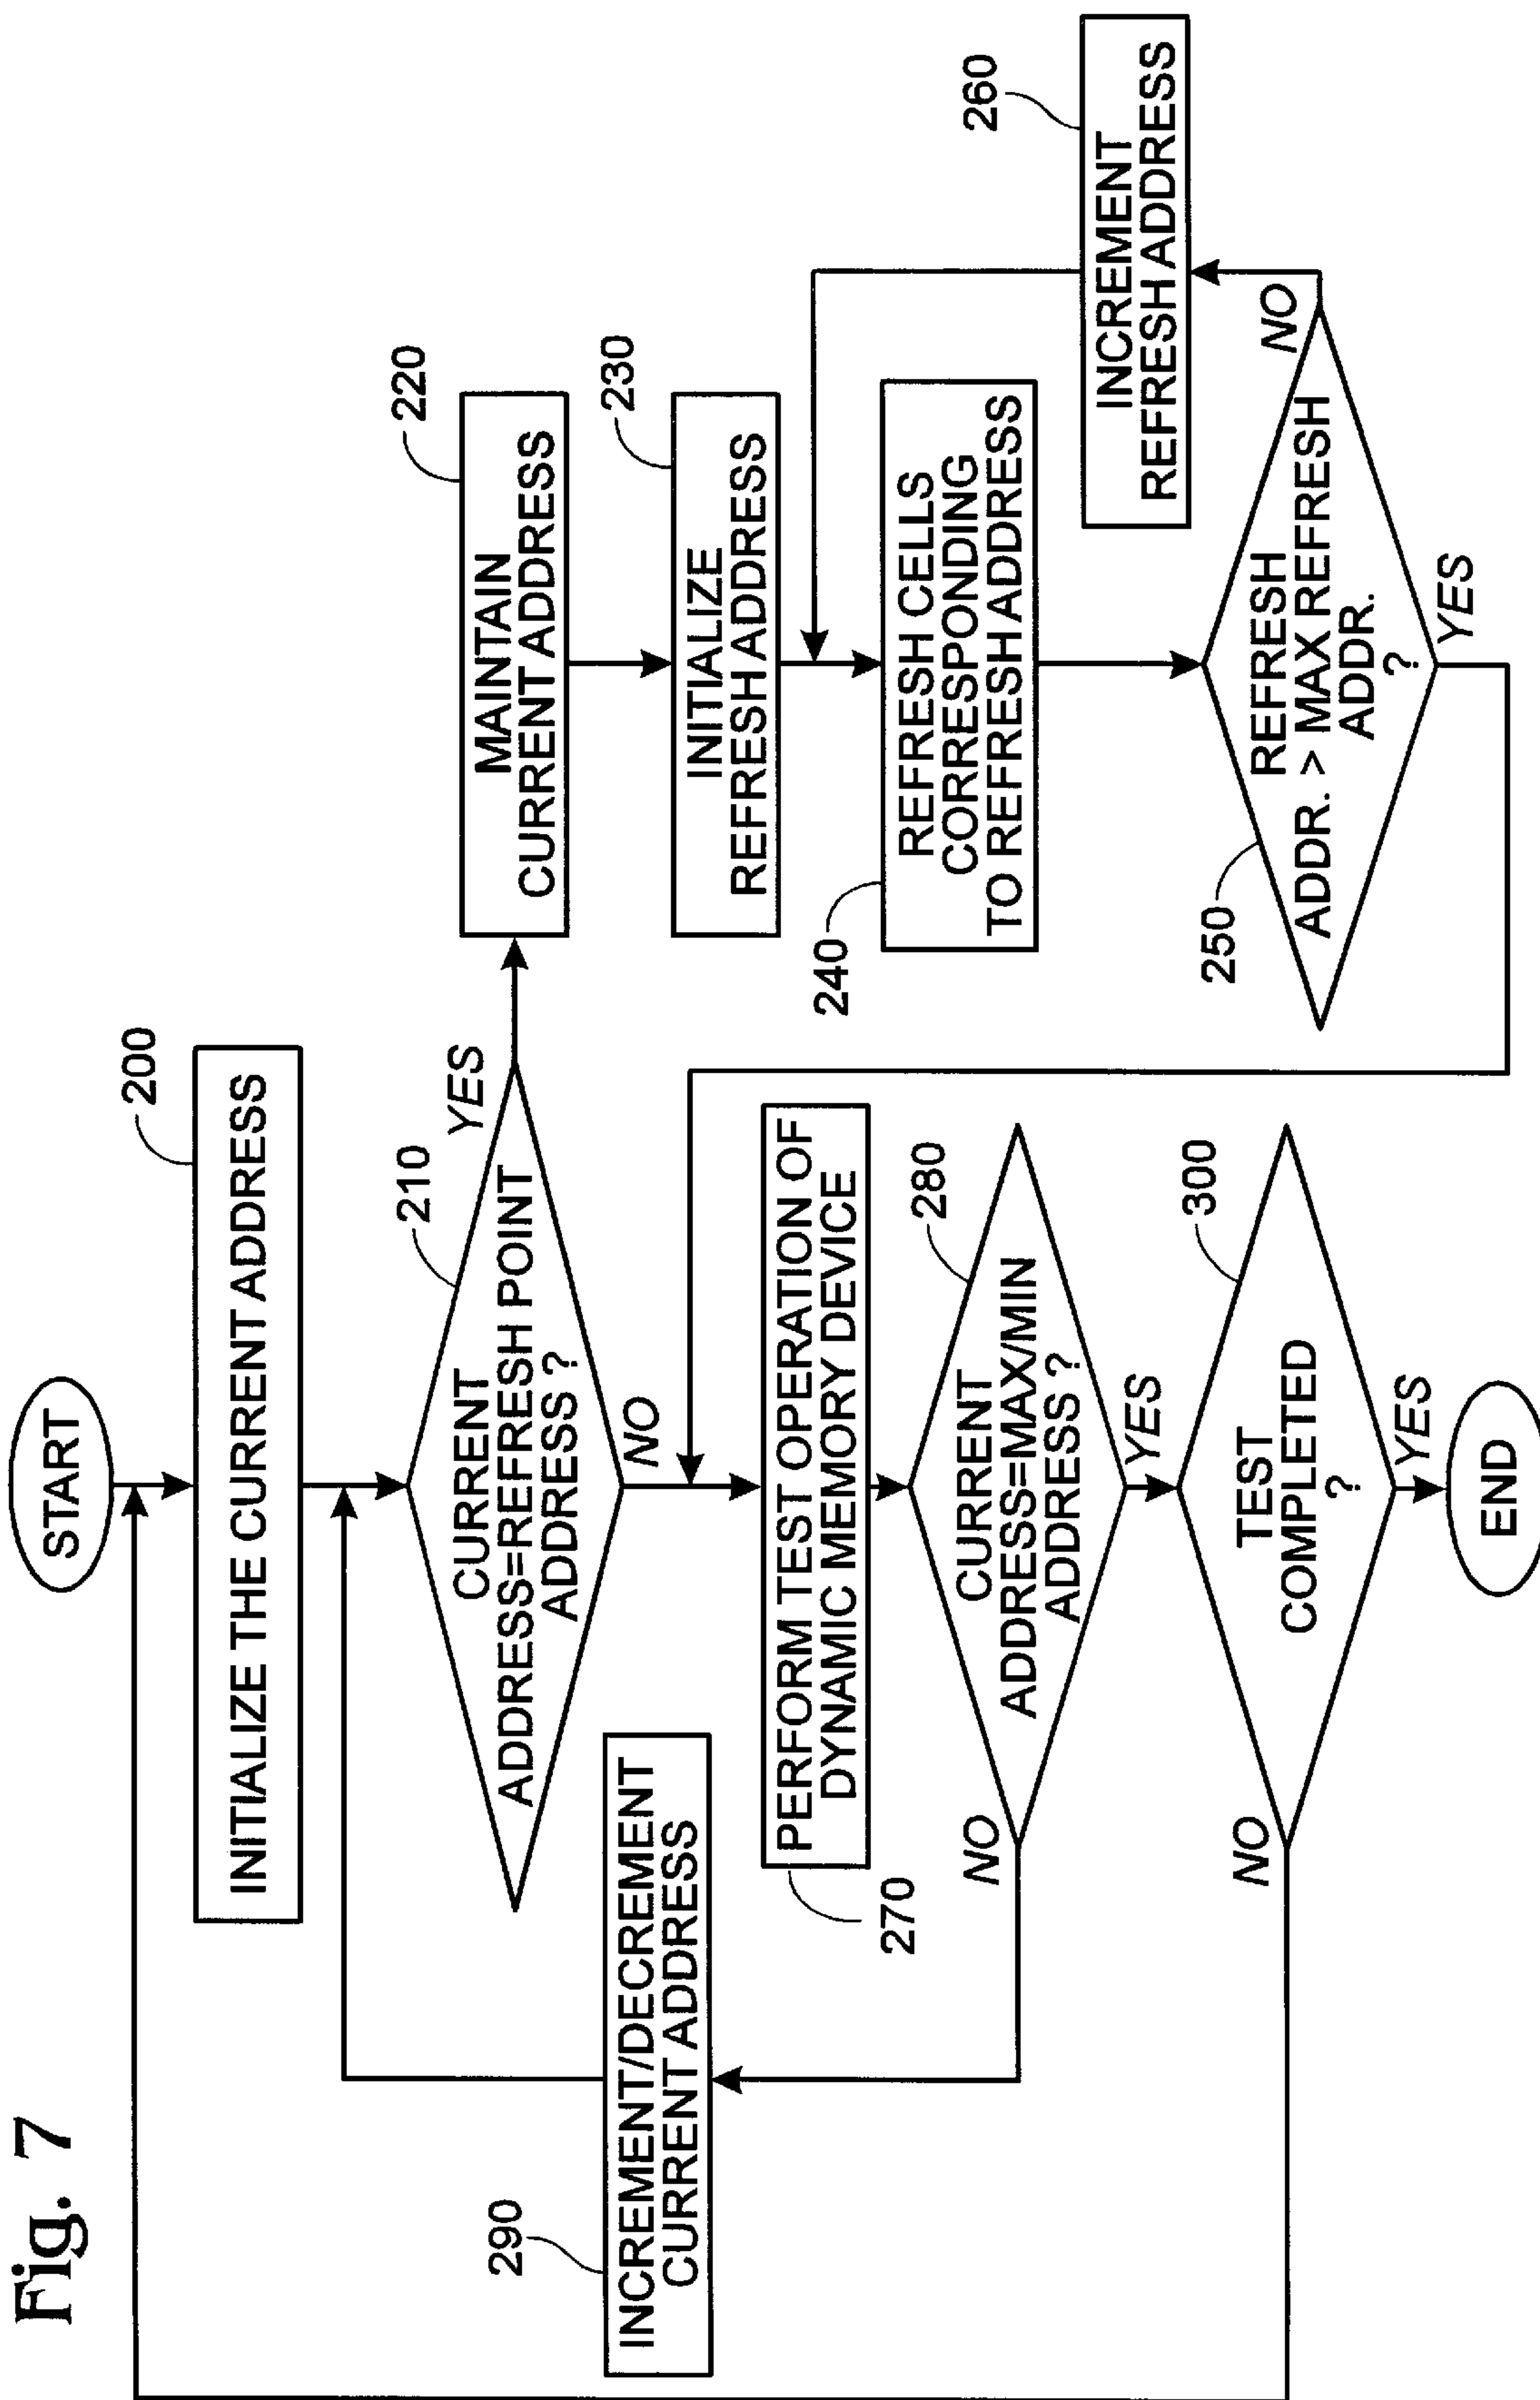 Fig. 7
START
200
INITIALIZE THE CURRENT ADDRESS
210
CURRENT
ADDRESS=REFRESH POINT
ADDRESS ?
YES
NO
220
MAINTAIN
CURRENT ADDRESS
230
INITIALIZE
REFRESH ADDRESS
240
REFRESH CELLS
CORRESPONDING
TO REFRESH ADDRESS
250
REFRESH
ADDR. > MAX REFRESH
ADDR.
?
NO
YES
260
INCREMENT
REFRESH ADDRESS
270
PERFORM TEST OPERATION OF
DYNAMIC MEMORY DEVICE
280
CURRENT
ADDRESS=MAX/MIN
ADDRESS ?
NO
YES
290
INCREMENT/DECREMENT
CURRENT ADDRESS
300
TEST
COMPLETED
?
NO
YES
END